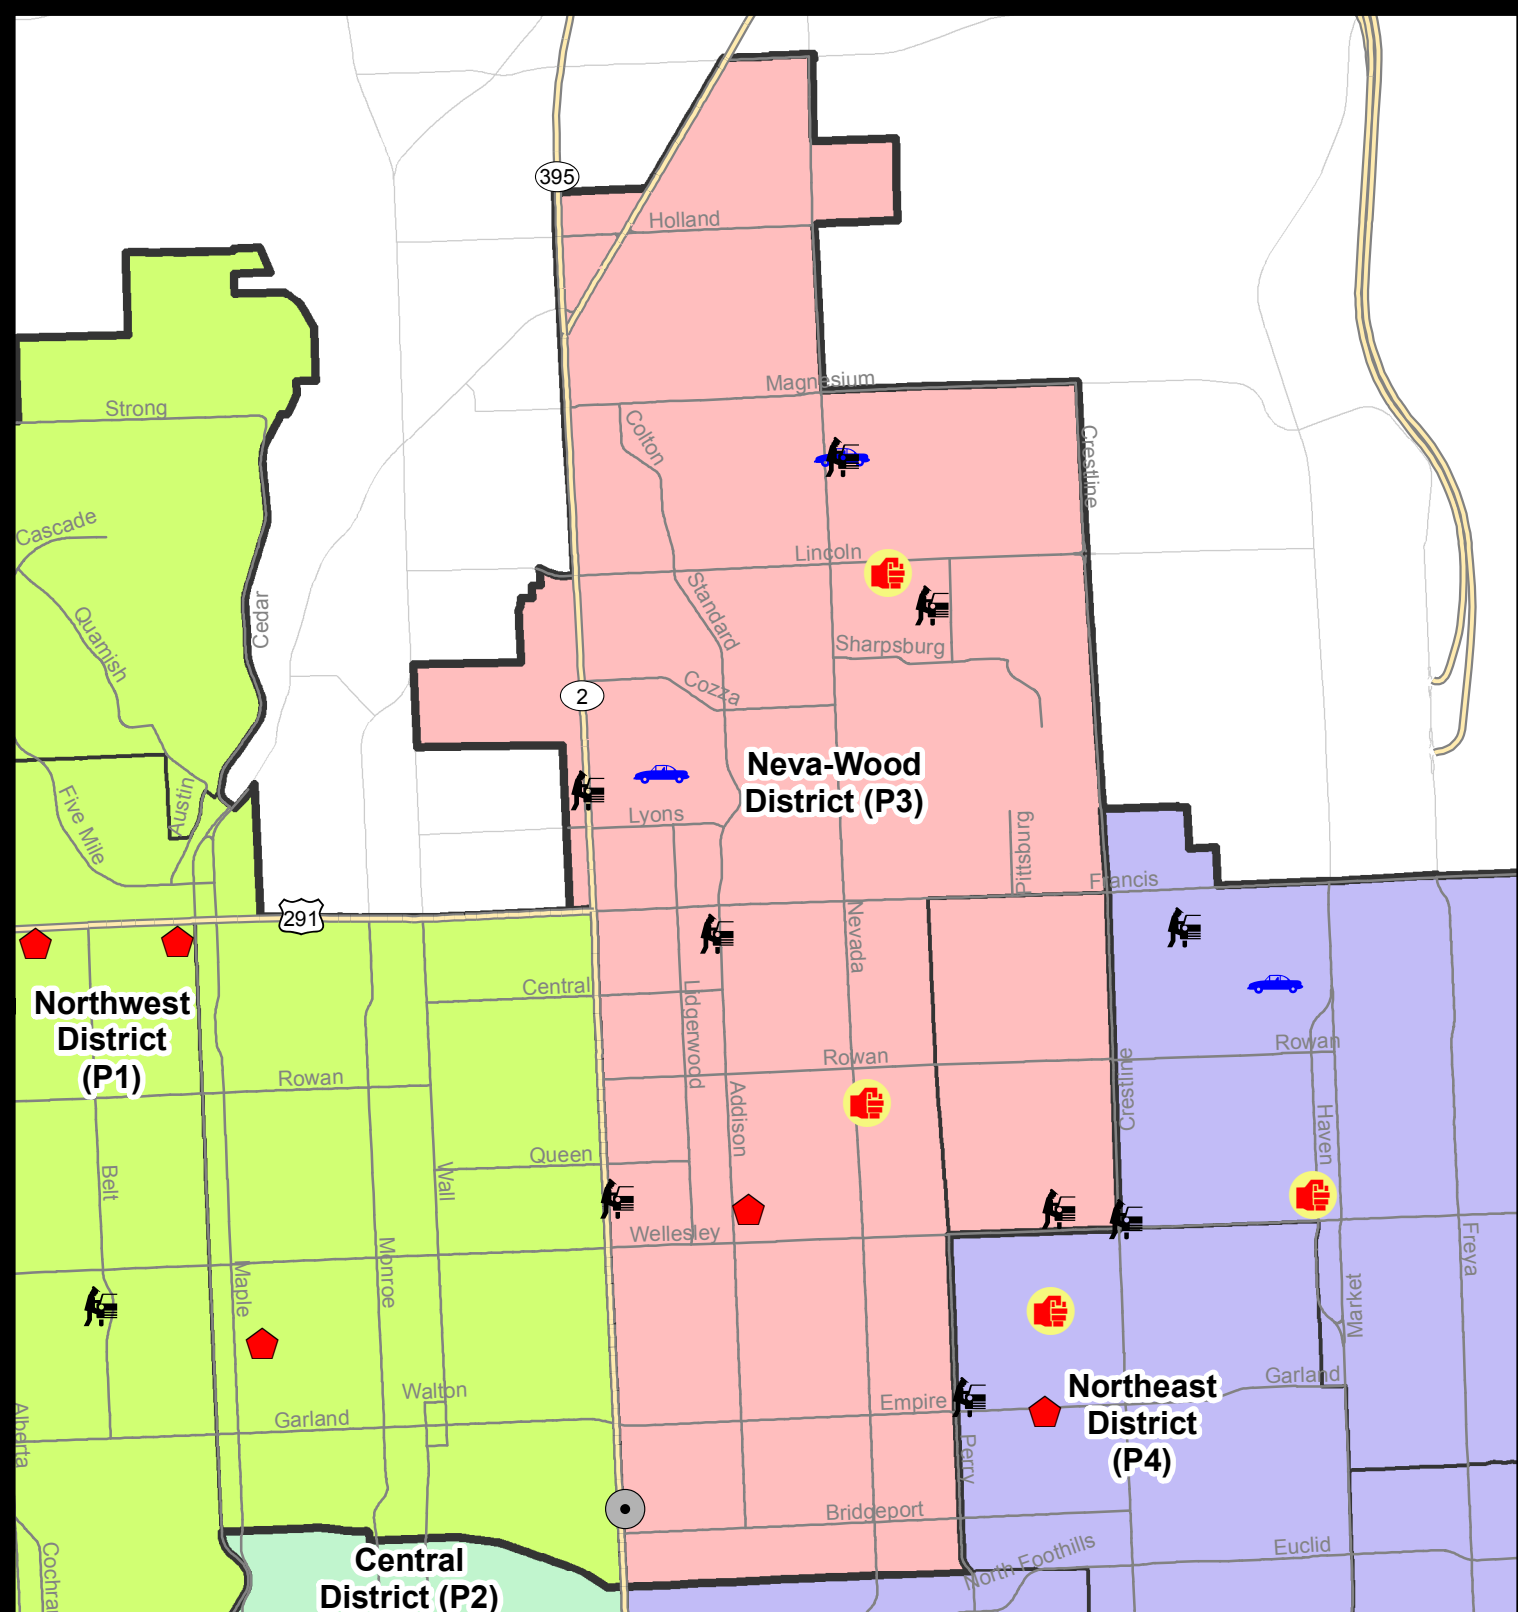 395
Holland
Magnesium
Strong
Colton
Crestline
Cascade
Lincoln
Cedar
Quamish
Standard
Sharpsburg
Cozza
2
Neva-Wood
District (P3)
Five Mile
Austin
Lyons
Pittsburg
Francis
291
Nevada
Northwest
District
(P1)
Central
Lidgerwood
Rowan
Rowan
Rowan
Addison
Crestline
Haven
Belt
Wall
Queen
Wellesley
Monroe
Maple
Freya
Market
Walton
Garland
Alberta
Empire
Northeast
District
(P4)
Garland
Perry
Bridgeport
Cochra
Central
District (P2)
North Foothills
Euclid